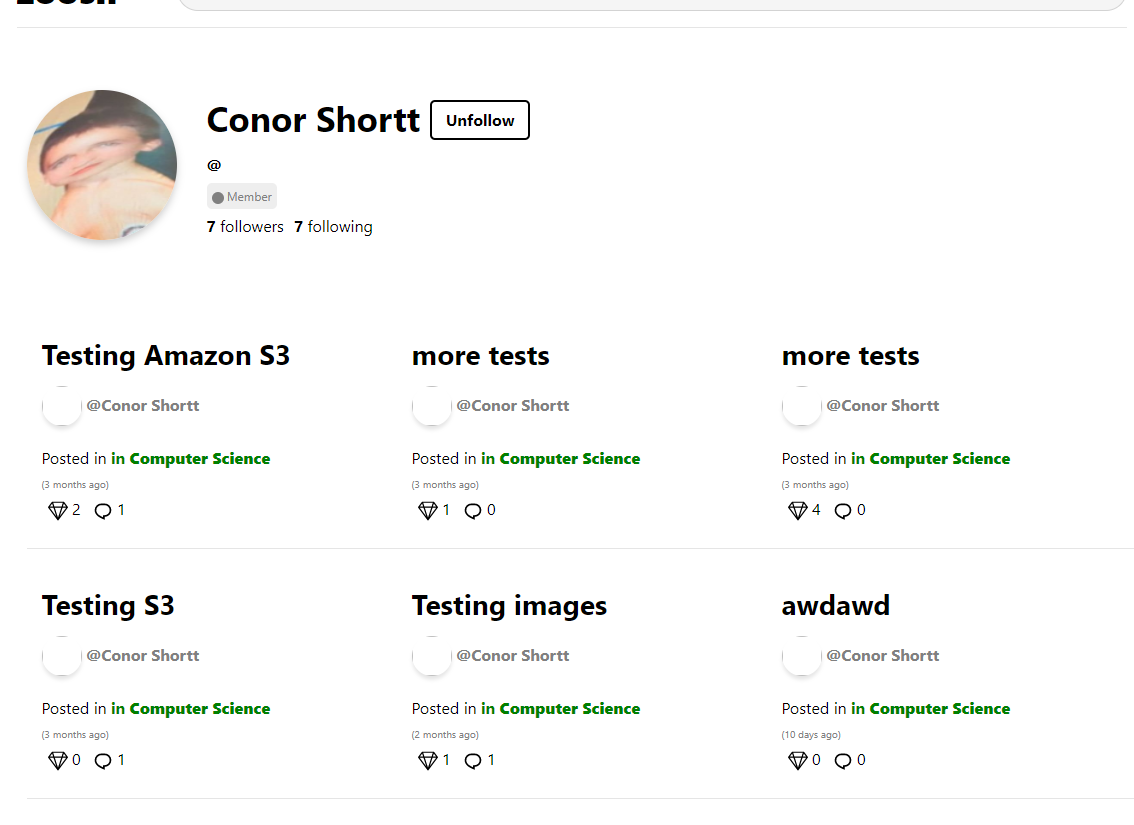 Conor Shortt Unfollow
@
Member
7 followers 7 following
Testing Amazon S3
@Conor Shortt
Posted in in Computer Science
(3 months ago)
2 1
more tests
@Conor Shortt
Posted in in Computer Science
(3 months ago)
1 0
more tests
@Conor Shortt
Posted in in Computer Science
(3 months ago)
4 0
Testing S3
@Conor Shortt
Posted in in Computer Science
(3 months ago)
0 1
Testing images
@Conor Shortt
Posted in in Computer Science
(2 months ago)
1 1
awdawd
@Conor Shortt
Posted in in Computer Science
(10 days ago)
0 0